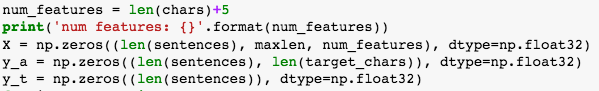 num_features = len(chars)+5
print('num features: {}'.format(num_features))
X = np.zeros((len(sentences), maxlen, num_features), dtype=np.float32)
y_a = np.zeros((len(sentences), len(target_chars)), dtype=np.float32)
y_t = np.zeros((len(sentences)), dtype=np.float32)